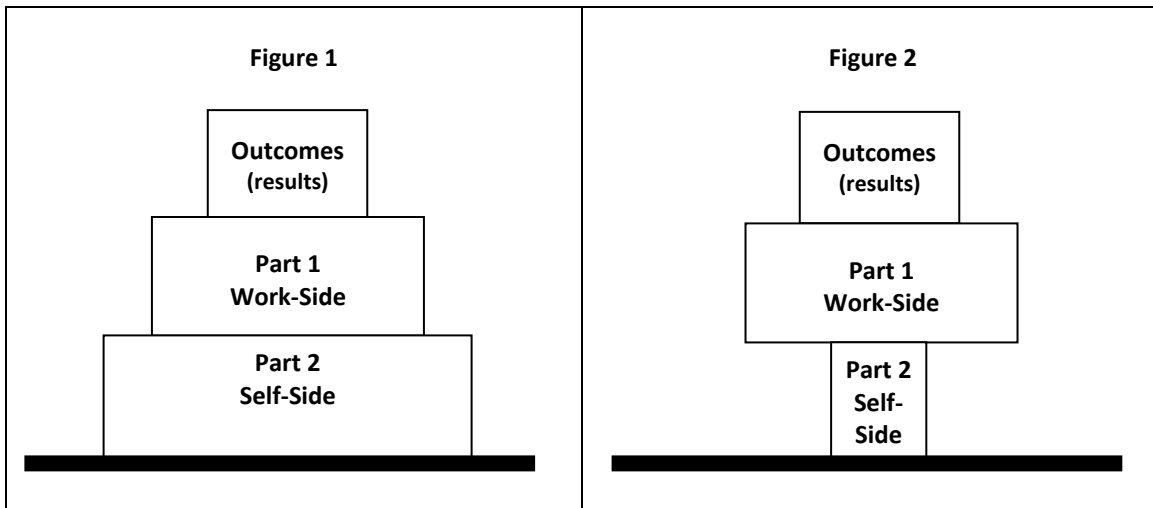 Figure 1
Outcomes
(results)
Part 1
Work-Side
Part 2
Self-Side
Figure 2
Outcomes
(results)
Part 1
Work-Side
Part 2
Self-
Side